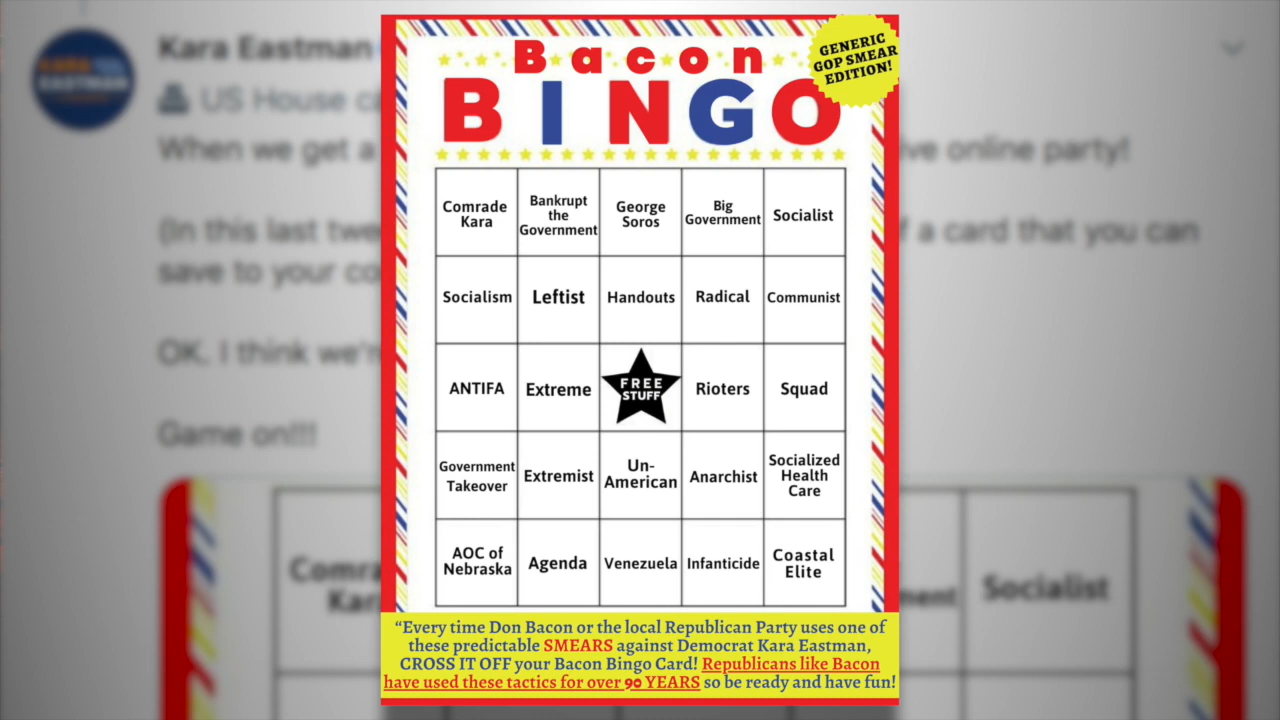 Kara Eastman
KARA
EASTMAN
US House ca
When we get a
ive online party!
(In this last twe
f a card that you can
save to your co
OK. I think we'r
Game on!!!
Socialist
GENERIC
GOP SMEAR
EDITION!
Bacon
BINGO
Comrade
Kara
Bankrupt
the
Government
George
Soros
Big
Government
Socialist
Socialism
Leftist
Handouts
Radical
Communist
ANTIFA
Extreme
FREE
STUFF
Rioters
Squad
Government
Takeover
Extremist
Un-
American
Anarchist
Socialized
Health
Care
AOC of
Nebraska
Agenda
Venezuela
Infanticide
Coastal
Elite
“Every time Don Bacon or the local Republican Party uses one of
these predictable SMEARS against Democrat Kara Eastman,
CROSS IT OFF your Bacon Bingo Card! Republicans like Bacon
have used these tactics for over 90 YEARS so be ready and have fun!